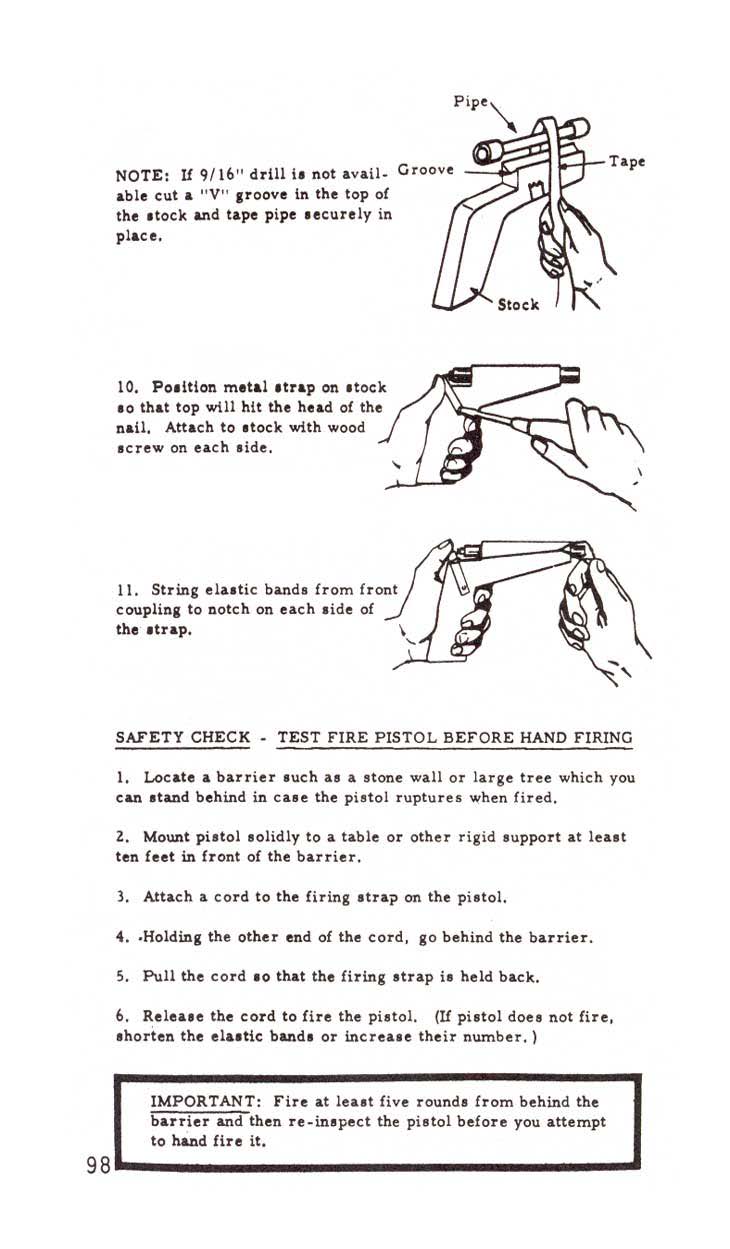 Pipe
NOTE: If 9/16" drill is not avail-
able cut a "V" groove in the top of
the stock and tape pipe securely in
place.
Groove
Tape
Stock
10. Position metal strap on stock
so that top will hit the head of the
nail. Attach to stock with wood
screw on each side.
11. String elastic bands from front
coupling to notch on each side of
the strap.
SAFETY CHECK - TEST FIRE PISTOL BEFORE HAND FIRING
1. Locate a barrier such as a stone wall or large tree which you
can stand behind in case the pistol ruptures when fired.
2. Mount pistol solidly to a table or other rigid support at least
ten feet in front of the barrier.
3. Attach a cord to the firing strap on the pistol.
4. Holding the other end of the cord, go behind the barrier.
5. Pull the cord so that the firing strap is held back.
6. Release the cord to fire the pistol. (If pistol does not fire,
shorten the elastic bands or increase their number.)
IMPORTANT: Fire at least five rounds from behind the
barrier and then re-inspect the pistol before you attempt
to hand fire it.
98